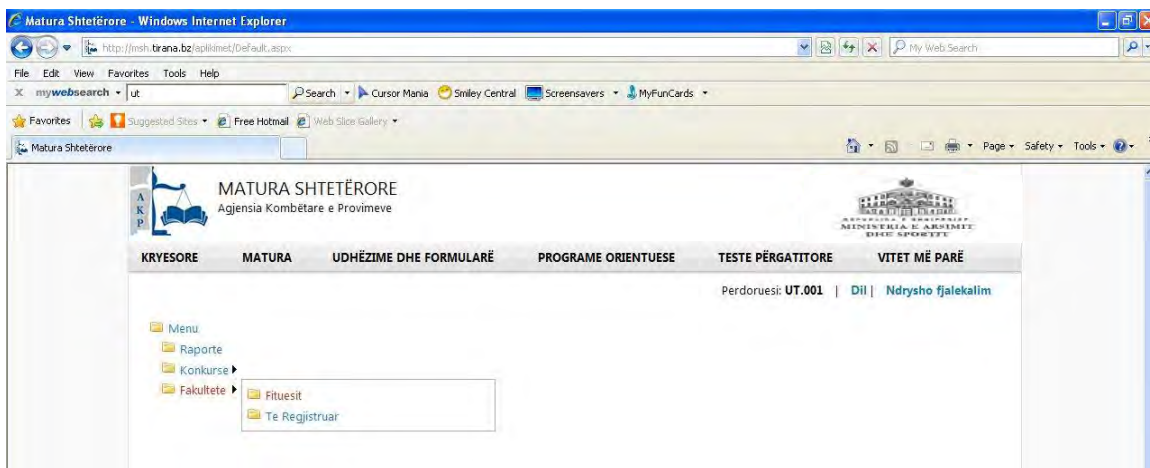 Matura Shtetërore - Windows Internet Explorer
http://msh.tirana.bz/aplikimet/Default.aspx
My Web Search
File Edit View Favorites Tools Help
x mywebsearch ut Search Cursor Mania Smiley Central Screensavers MyFunCards
Favorites Suggested Sites Free Hotmail Web Slice Gallery
Matura Shtetërore Page Safety Tools
AKP
MATURA SHTETËRORE
Agjensia Kombëtare e Provimeve
REPUBLIKA E SHQIPËRISË
MINISTRIA E ARSIMIT
DHE SPORTIT
KRYESORE MATURA UDHËZIME DHE FORMULARË PROGRAME ORIENTUESE TESTE PËRGATITORE VITET MË PARË
Perdoruesi: UT.001 | Dil | Ndrysho fjalekalim
Menu
Raporte
Konkurse
Fakultete
Fituesit
Te Regjistruar